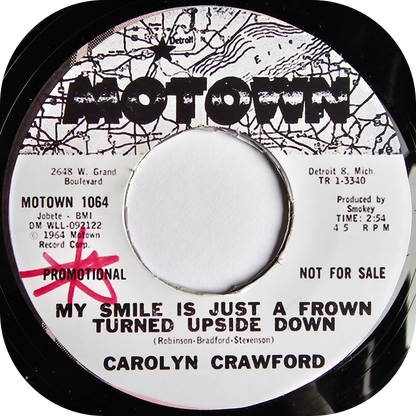 Detroit
Erie
MOTOWN
2648 W. Grand
Boulevard
Detroit 8, Mich.
TR 1-3340
MOTOWN 1064
Jobete - BMI
DM WLL-092122
© 1964 Motown
Record Corp.
Produced by
Smokey
TIME: 2:54
45 RPM
PROMOTIONAL
NOT FOR SALE
MY SMILE IS JUST A FROWN
TURNED UPSIDE DOWN
(Robinson-Bradford-Stevenson)
CAROLYN CRAWFORD